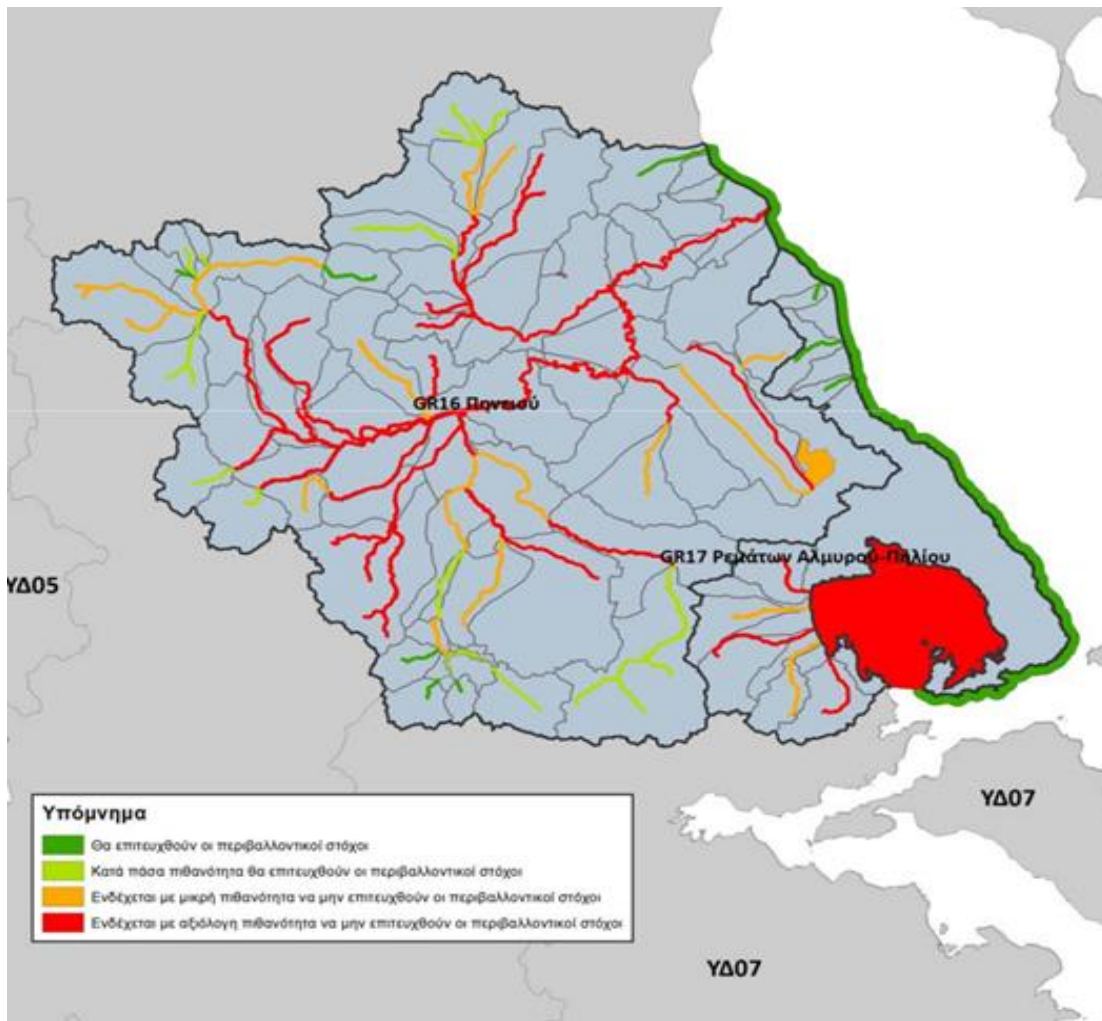 GR16 Πηνειού
GR17 Ρεμάτων Αλμυρού-Πηλίου
ΥΔ05
ΥΔ07
Υπόμνημα
Θα επιτευχθούν οι περιβαλλοντικοί στόχοι
Κατά πάσα πιθανότητα θα επιτευχθούν οι περιβαλλοντικοί στόχοι
Ενδέχεται με μικρή πιθανότητα να μην επιτευχθούν οι περιβαλλοντικοί στόχοι
Ενδέχεται με αξιόλογη πιθανότητα να μην επιτευχθούν οι περιβαλλοντικοί στόχοι
ΥΔ07